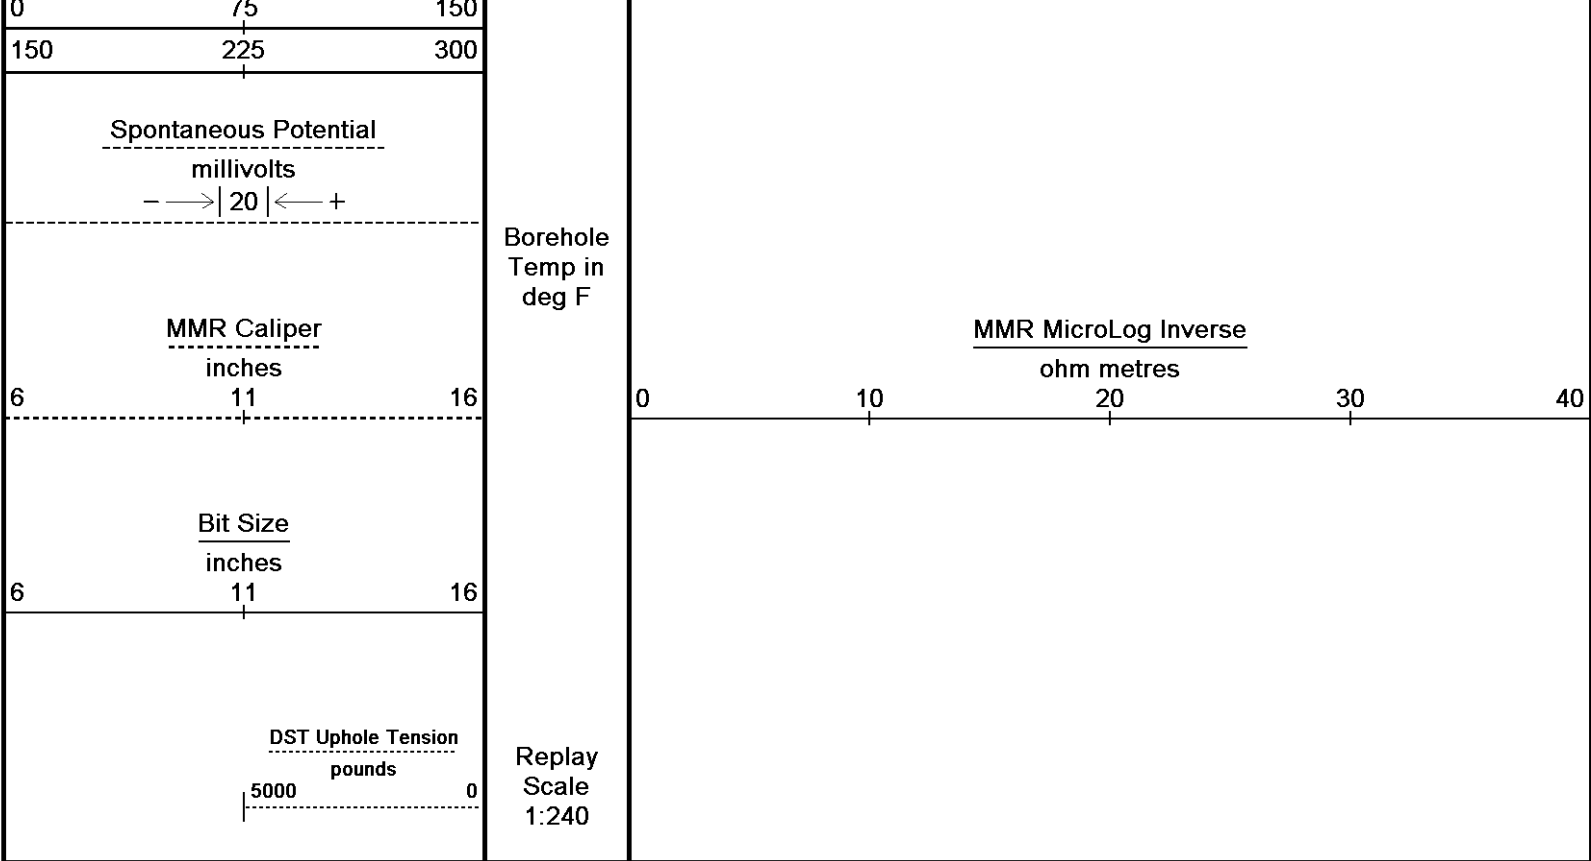 0 75 150
150 225 300
Spontaneous Potential
millivolts
− 20 +
MMR Caliper
inches
6 11 16
Bit Size
inches
6 11 16
DST Uphole Tension
pounds
5000 0
Borehole
Temp in
deg F
Replay
Scale
1:240
MMR MicroLog Inverse
ohm metres
0 10 20 30 40